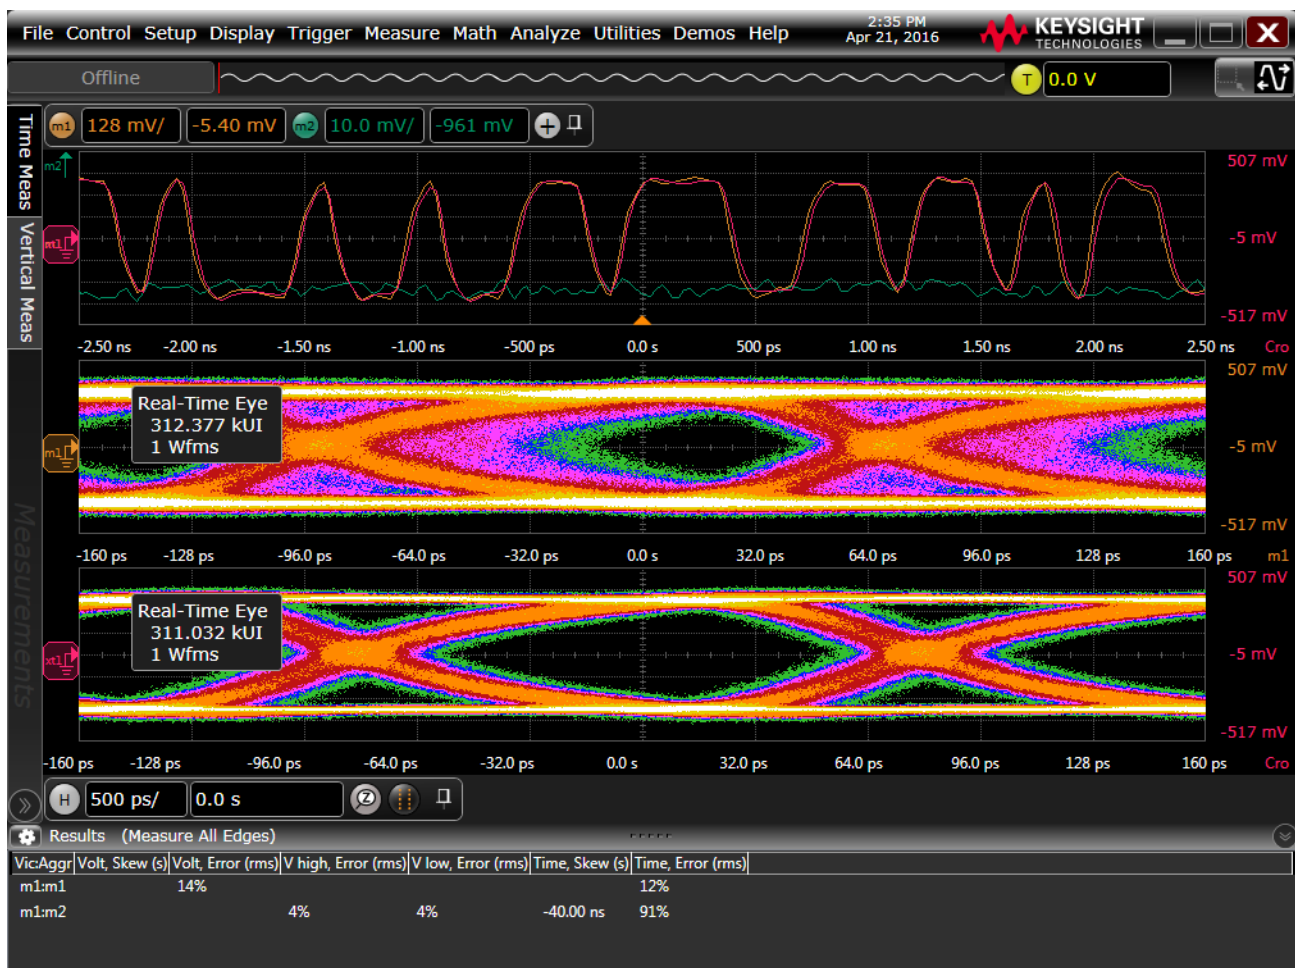 File Control Setup Display Trigger Measure Math Analyze Utilities Demos Help
2:35 PM
Apr 21, 2016
KEYSIGHT
TECHNOLOGIES
X
Offline
T 0.0 V
Time Meas
Vertical Meas
Measurements
m1 128 mV/ -5.40 mV m2 10.0 mV/ -961 mV +
m2
507 mV
-5 mV
-517 mV
-2.50 ns -2.00 ns -1.50 ns -1.00 ns -500 ps 0.0 s 500 ps 1.00 ns 1.50 ns 2.00 ns 2.50 ns Cro
507 mV
Real-Time Eye
312.377 kUI
1 Wfms
m1
-5 mV
-517 mV
-160 ps -128 ps -96.0 ps -64.0 ps -32.0 ps 0.0 s 32.0 ps 64.0 ps 96.0 ps 128 ps 160 ps m1
507 mV
Real-Time Eye
311.032 kUI
1 Wfms
xt1
-5 mV
-517 mV
-160 ps -128 ps -96.0 ps -64.0 ps -32.0 ps 0.0 s 32.0 ps 64.0 ps 96.0 ps 128 ps 160 ps Cro
H 500 ps/ 0.0 s Z
Results (Measure All Edges)
Vic:Aggr Volt, Skew (s) Volt, Error (rms) V high, Error (rms) V low, Error (rms) Time, Skew (s) Time, Error (rms)
m1:m1 14% 12%
m1:m2 4% 4% -40.00 ns 91%